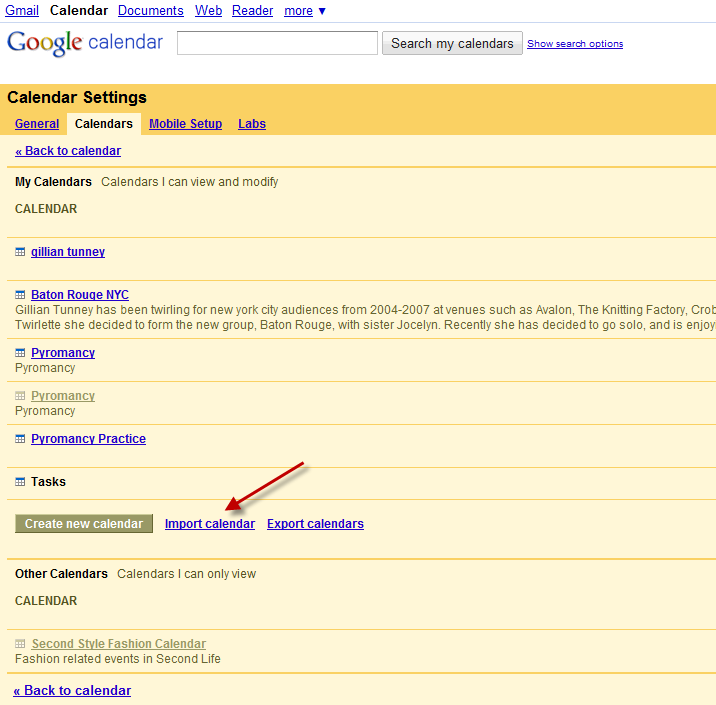 Gmail Calendar Documents Web Reader more ▼
Google calendar Search my calendars Show search options
Calendar Settings
General Calendars Mobile Setup Labs
« Back to calendar
My Calendars Calendars I can view and modify
CALENDAR
gillian tunney
Baton Rouge NYC
Gillian Tunney has been twirling for new york city audiences from 2004-2007 at venues such as Avalon, The Knitting Factory, Crob
Twirlette she decided to form the new group, Baton Rouge, with sister Jocelyn. Recently she has decided to go solo, and is enjoy
Pyromancy
Pyromancy
Pyromancy
Pyromancy
Pyromancy Practice
Tasks
Create new calendar Import calendar Export calendars
Other Calendars Calendars I can only view
CALENDAR
Second Style Fashion Calendar
Fashion related events in Second Life
« Back to calendar